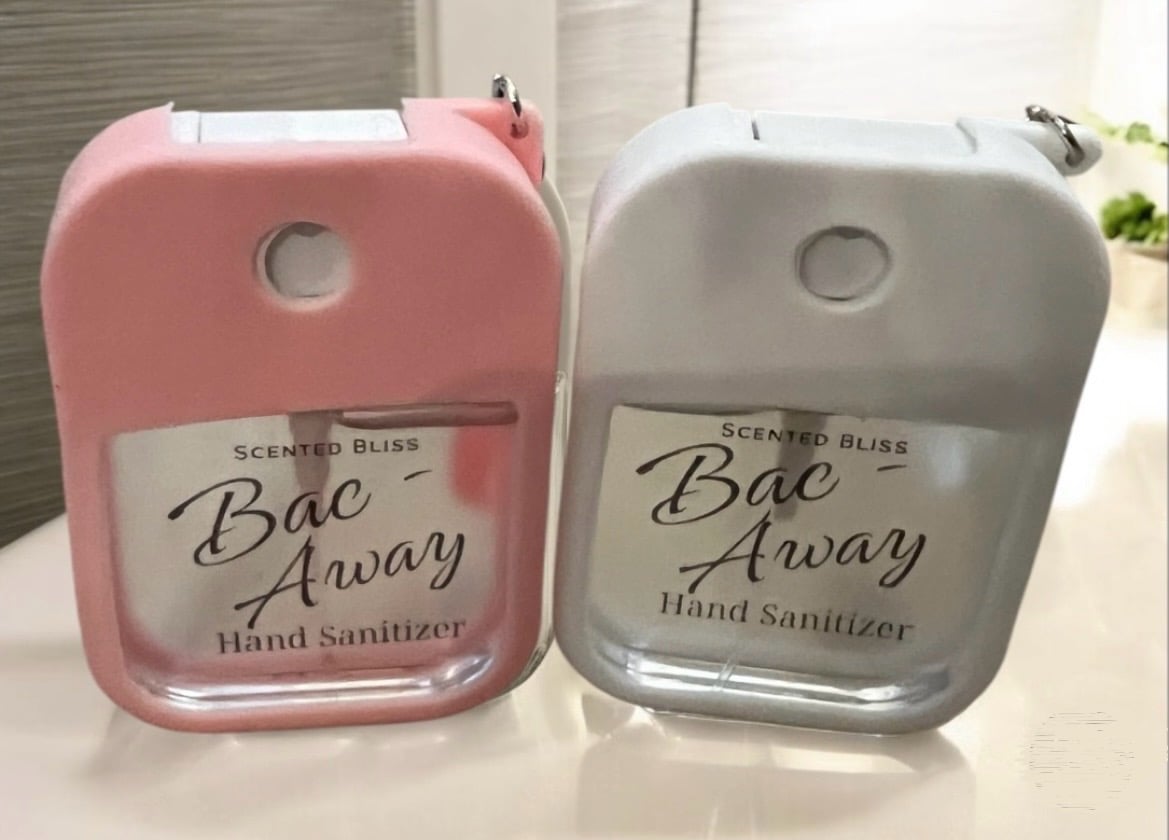 SCENTED BLISS
Bac -
Away
Hand Sanitizer
SCENTED BLISS
Bac -
Away
Hand Sanitizer